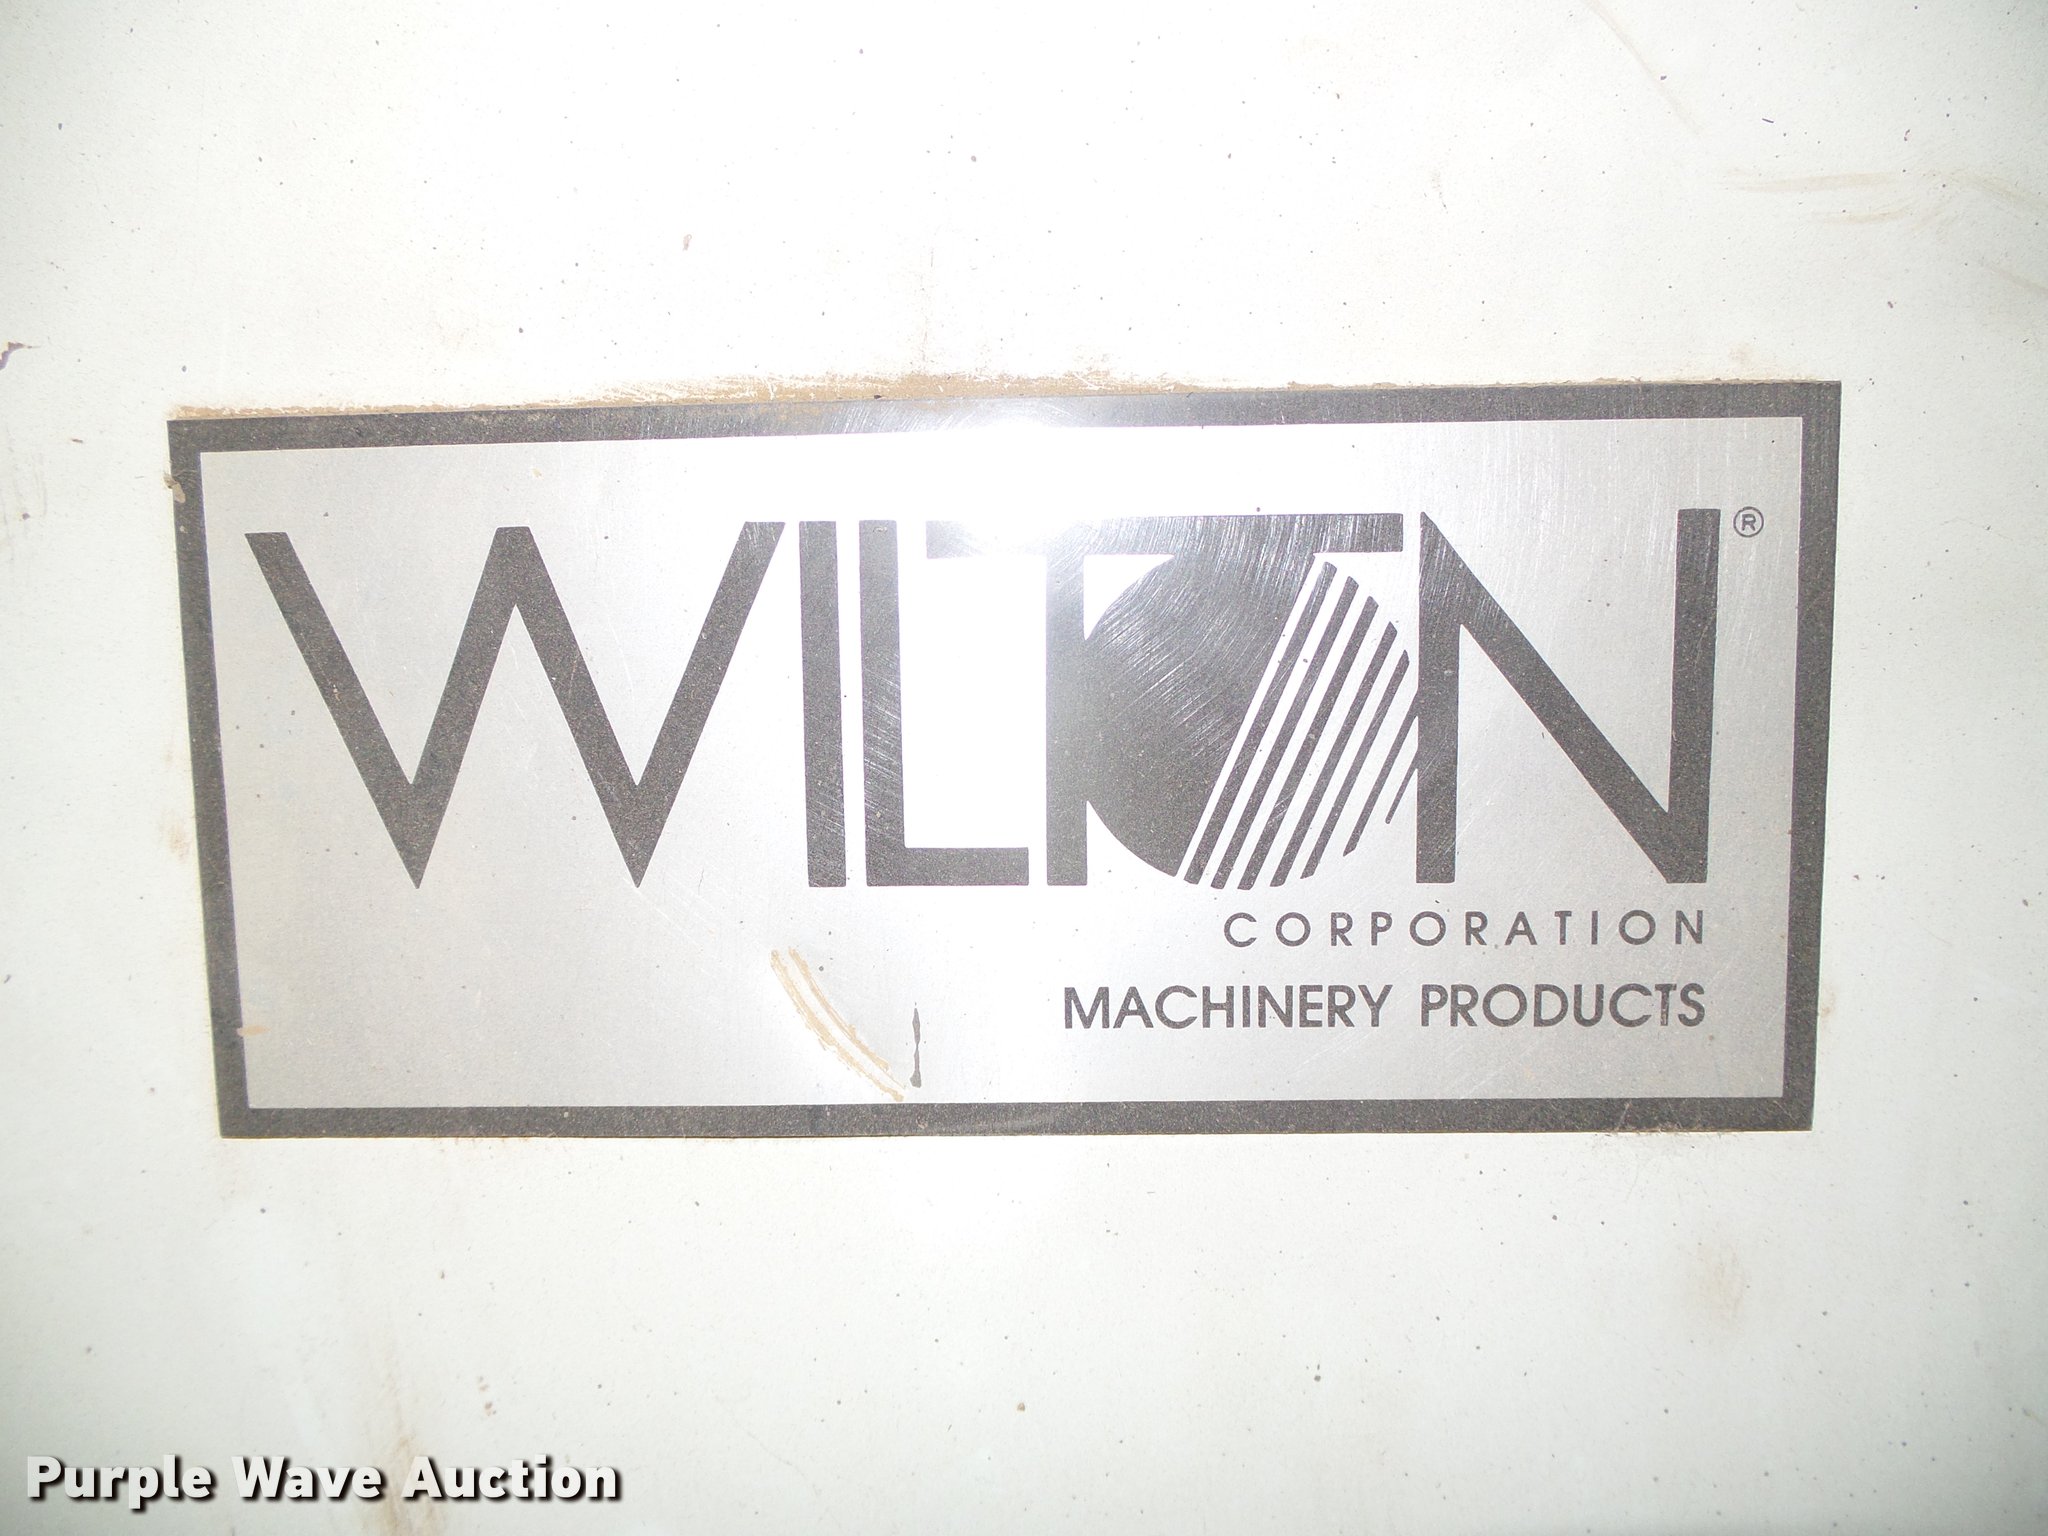 WILTON®
CORPORATION
MACHINERY PRODUCTS
Purple Wave Auction